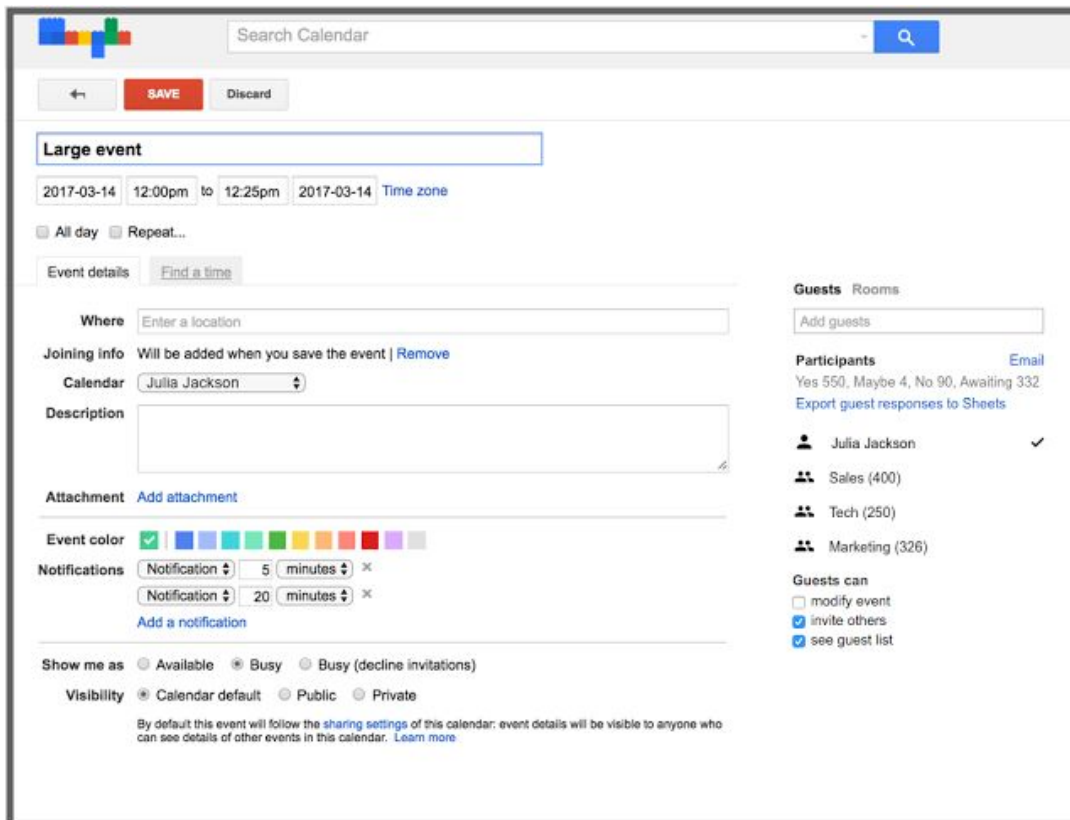 Search Calendar
SAVE Discard
Large event
2017-03-14 12:00pm to 12:25pm 2017-03-14 Time zone
All day Repeat...
Event details Find a time
Where Enter a location
Joining info Will be added when you save the event | Remove
Calendar Julia Jackson
Description
Attachment Add attachment
Event color
Notifications Notification 5 minutes
Notification 20 minutes
Add a notification
Show me as Available Busy Busy (decline invitations)
Visibility Calendar default Public Private
By default this event will follow the sharing settings of this calendar: event details will be visible to anyone who
can see details of other events in this calendar. Learn more
Guests Rooms
Add guests
Participants Email
Yes 550, Maybe 4, No 90, Awaiting 332
Export guest responses to Sheets
Julia Jackson
Sales (400)
Tech (250)
Marketing (326)
Guests can
modify event
invite others
see guest list